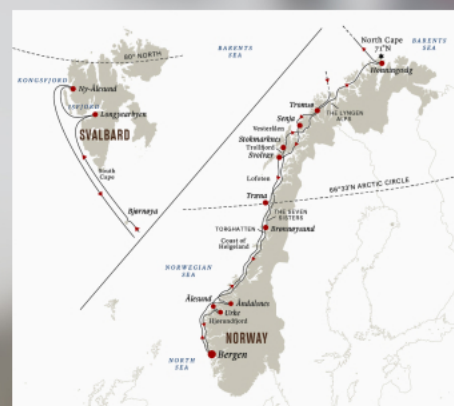 North Cape
71°N
BARENTS
SEA
BARENTS
SEA
80° NORTH
Honningsvåg
KONGSFJORD
Ny-Ålesund
ISFJORD
Longyearbyen
SVALBARD
Tromsø
THE LYNGEN
ALPS
Senja
Vesterålen
Stokmarknes
Trollfjord
Svolvær
South
Cape
Lofoten
66°33'N ARCTIC CIRCLE
Træna
Bjørnøya
THE SEVEN
SISTERS
TORGHATTEN
Brønnøysund
Coast of
Helgeland
NORWEGIAN
SEA
Ålesund
Åndalsnes
Urke
Hjørundfjord
NORWAY
NORTH
SEA
Bergen